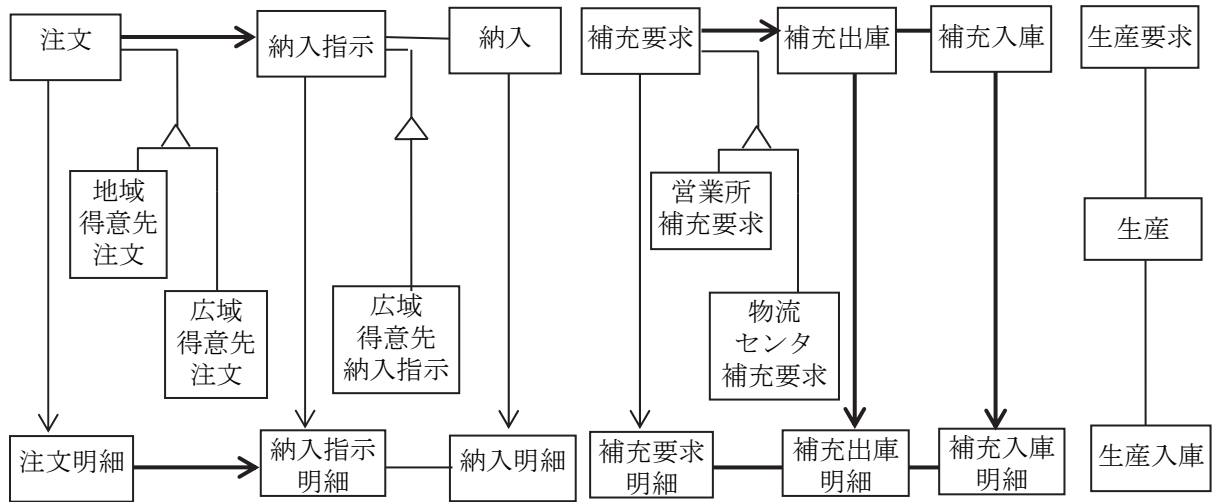 注文
納入指示
納入
補充要求
補充出庫
補充入庫
生産要求
地域
得意先
注文
営業所
補充要求
生産
広域
得意先
注文
広域
得意先
納入指示
物流
センタ
補充要求
注文明細
納入指示
明細
納入明細
補充要求
明細
補充出庫
明細
補充入庫
明細
生産入庫